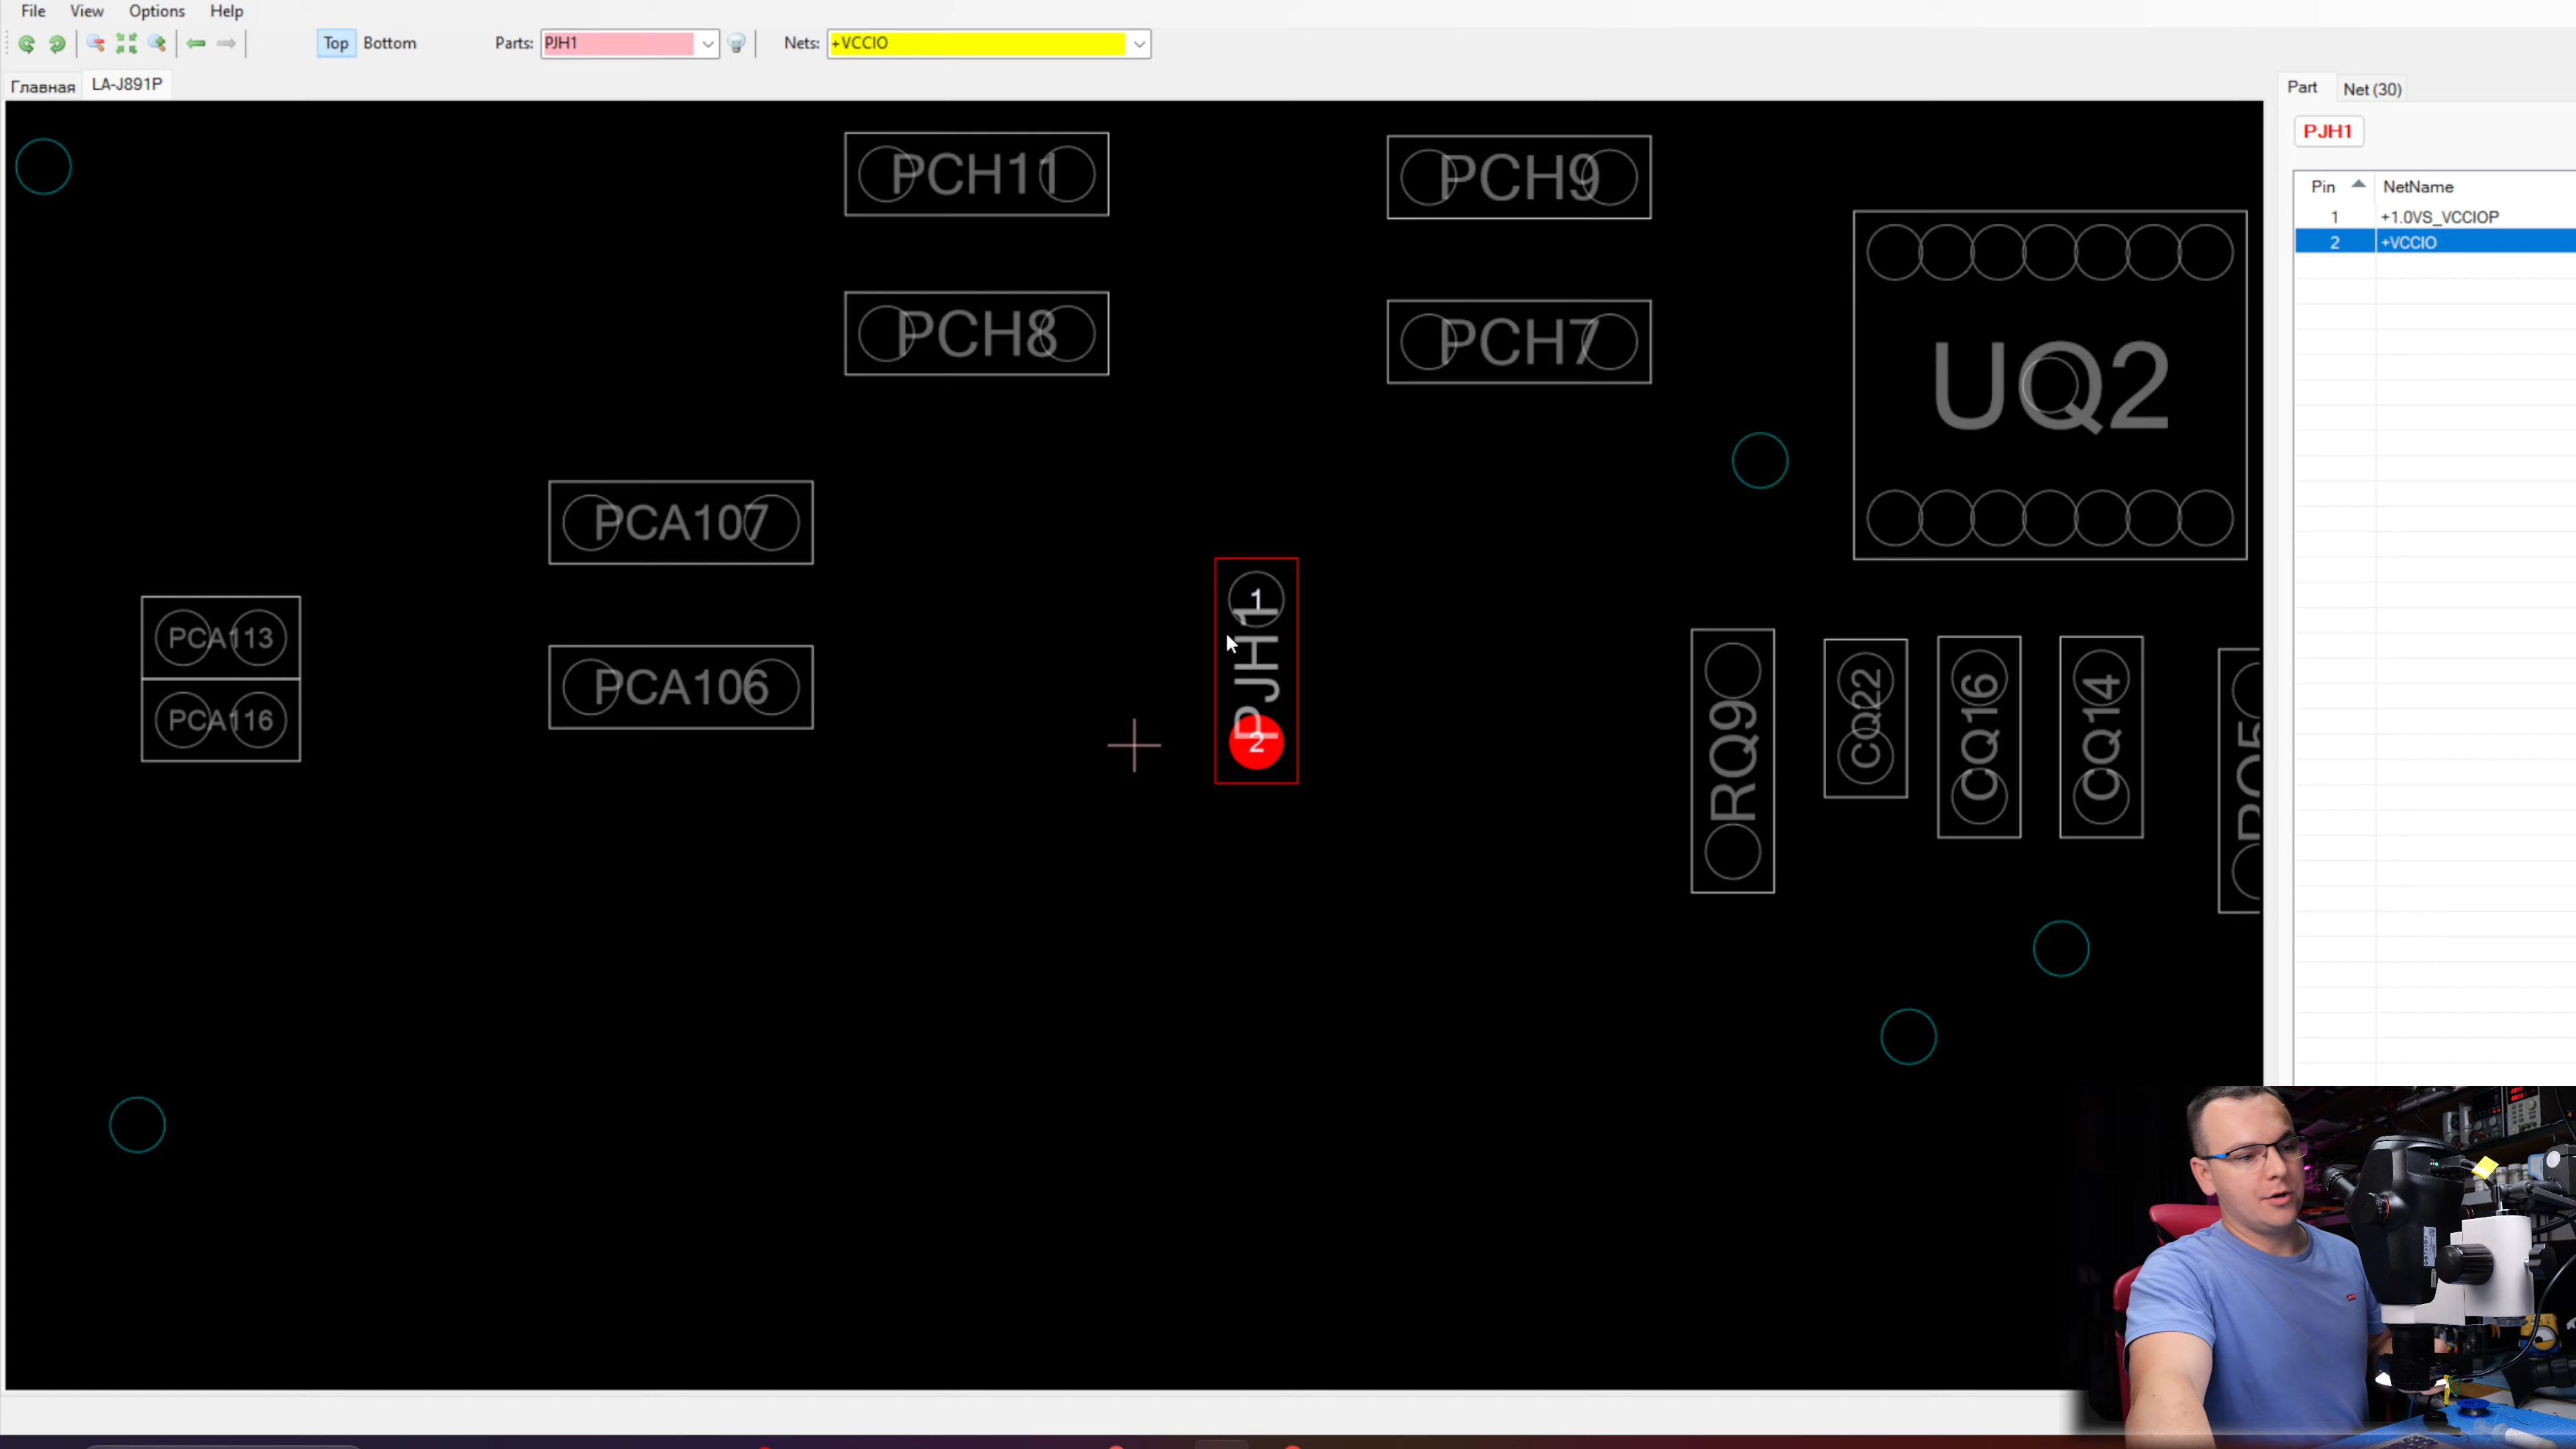 File View Options Help
Top Bottom Parts: PJH1 Nets: +VCCIO
Главная LA-J891P
Part Net (30)
PJH1
Pin NetName
1 +1.0VS_VCCIOP
2 +VCCIO
PCH11
PCH9
PCH8
PCH7
UQ2
PCA107
PCA113
PCA106
PCA116
1
PJH1
2
RQ9
CQ22
CQ16
CQ14